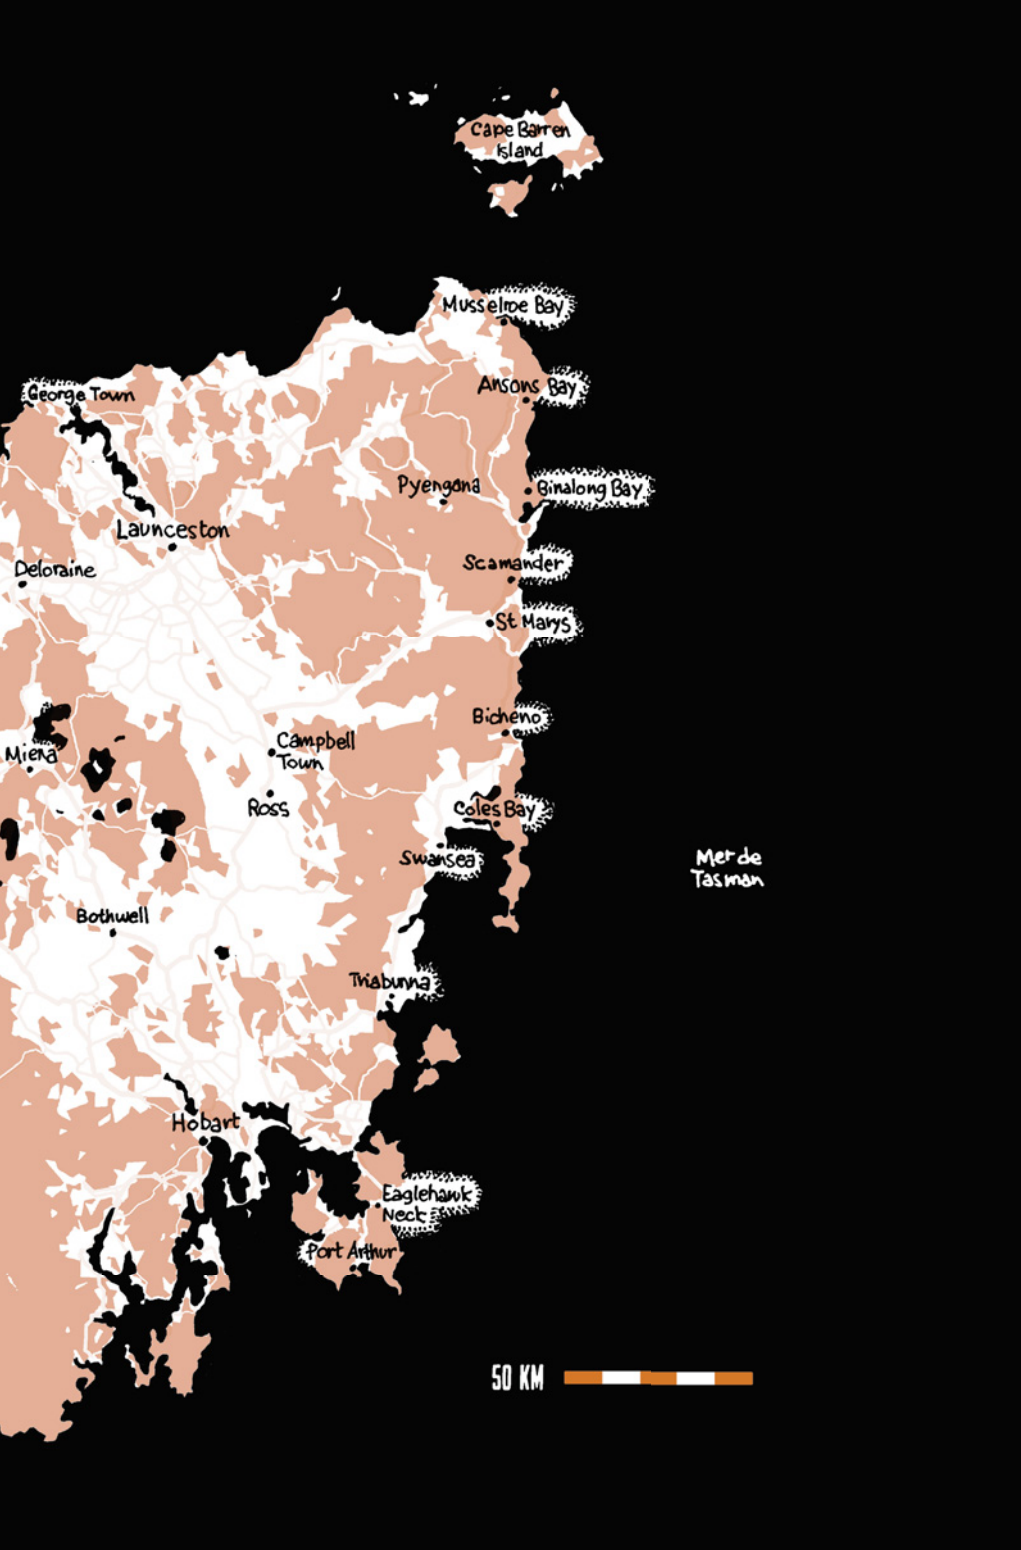 Cape Barren
Island
Musselroe Bay
Ansons Bay
George Town
Pyengana
Binalong Bay
Launceston
Scamander
Deloraine
St Marys
Bicheno
Campbell
Town
Miena
Ross
Coles Bay
Swansea
Mer de
Tasman
Bothwell
Triabunna
Hobart
Eaglehawk
Neck
Port Arthur
50 KM